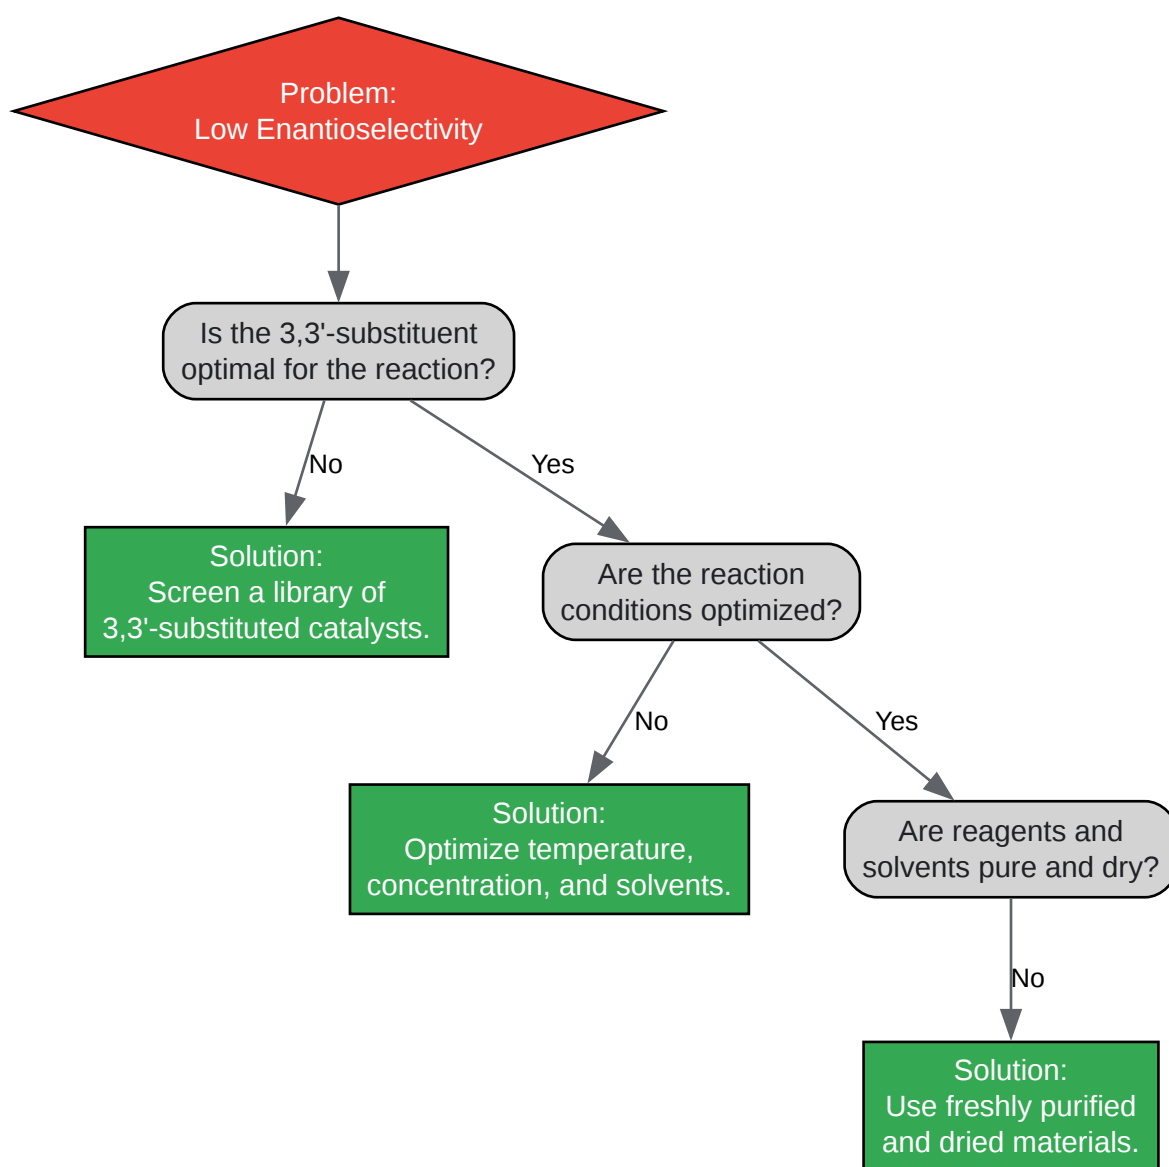 Problem:
Low Enantioselectivity
Is the 3,3'-substituent
optimal for the reaction?
No
Yes
Solution:
Screen a library of
3,3'-substituted catalysts.
Are the reaction
conditions optimized?
No
Yes
Solution:
Optimize temperature,
concentration, and solvents.
Are reagents and
solvents pure and dry?
No
Solution:
Use freshly purified
and dried materials.